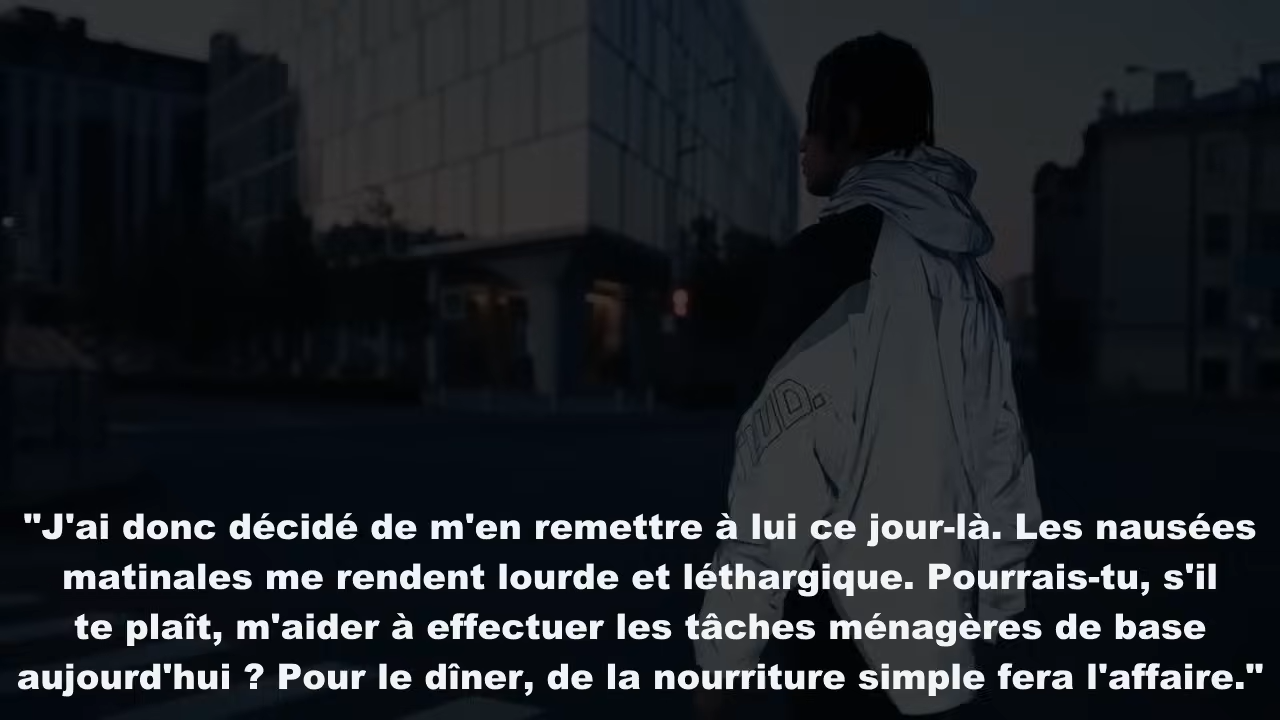 TUD.
"J'ai donc décidé de m'en remettre à lui ce jour-là. Les nausées
matinales me rendent lourde et léthargique. Pourrais-tu, s'il
te plaît, m'aider à effectuer les tâches ménagères de base
aujourd'hui ? Pour le dîner, de la nourriture simple fera l'affaire."